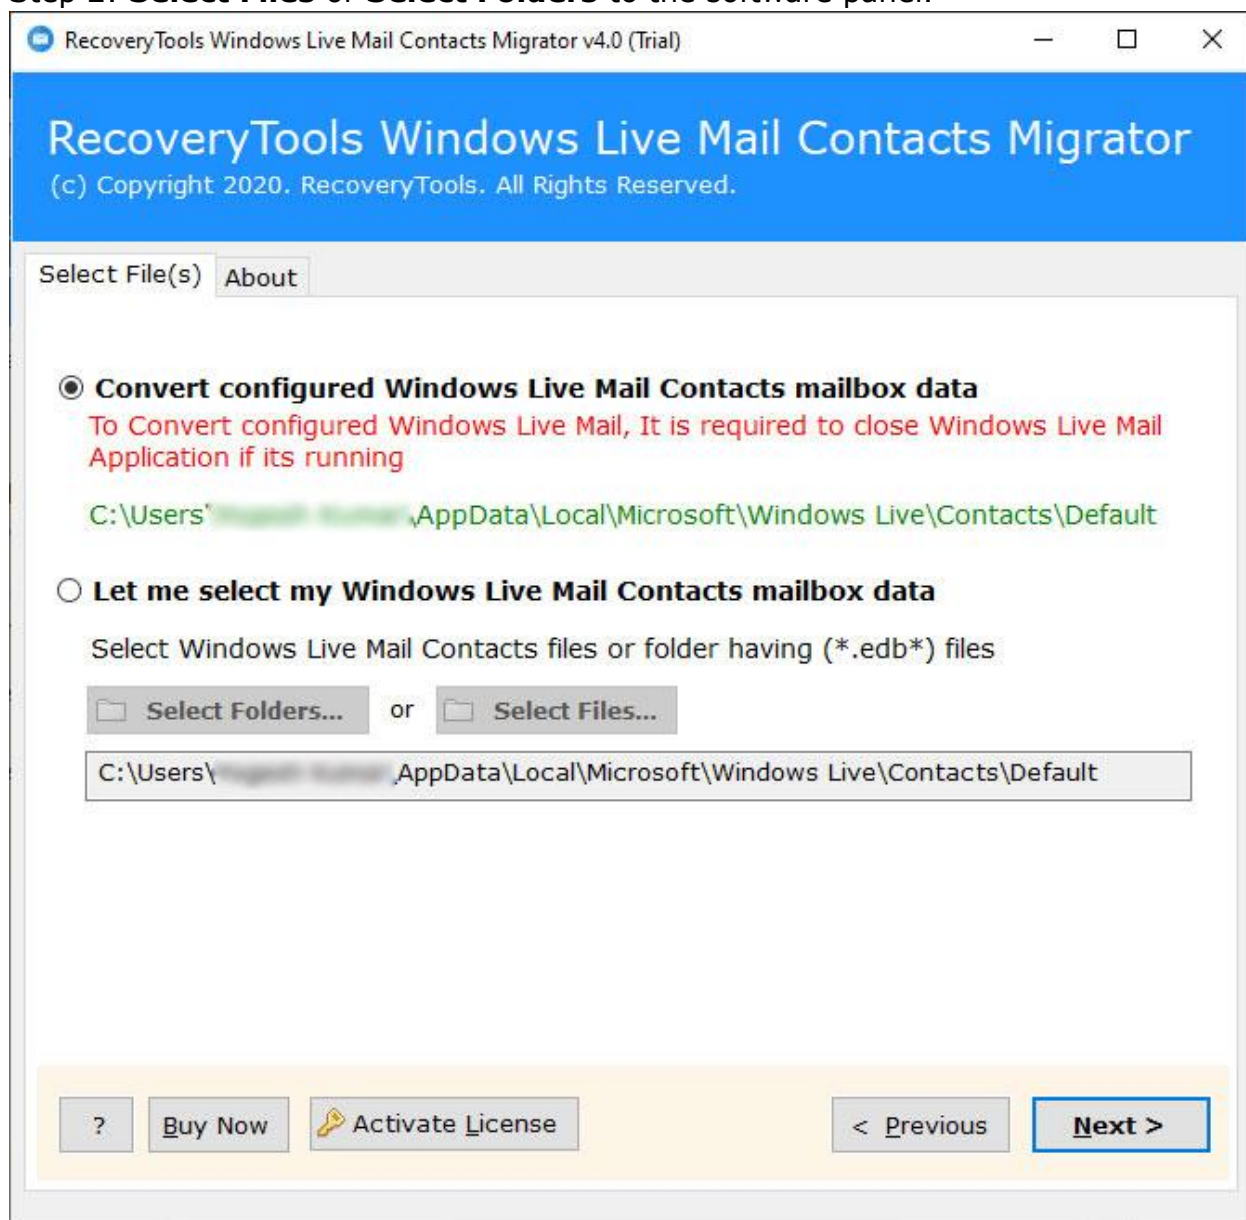 RecoveryTools Windows Live Mail Contacts Migrator v4.0 (Trial)
RecoveryTools Windows Live Mail Contacts Migrator
(c) Copyright 2020. RecoveryTools. All Rights Reserved.
Select File(s) About
Convert configured Windows Live Mail Contacts mailbox data
To Convert configured Windows Live Mail, It is required to close Windows Live Mail
Application if its running
C:\Users AppData\Local\Microsoft\Windows Live\Contacts\Default
Let me select my Windows Live Mail Contacts mailbox data
Select Windows Live Mail Contacts files or folder having (*.edb*) files
Select Folders... or Select Files...
C:\Users\ AppData\Local\Microsoft\Windows Live\Contacts\Default
? Buy Now Activate License < Previous Next >